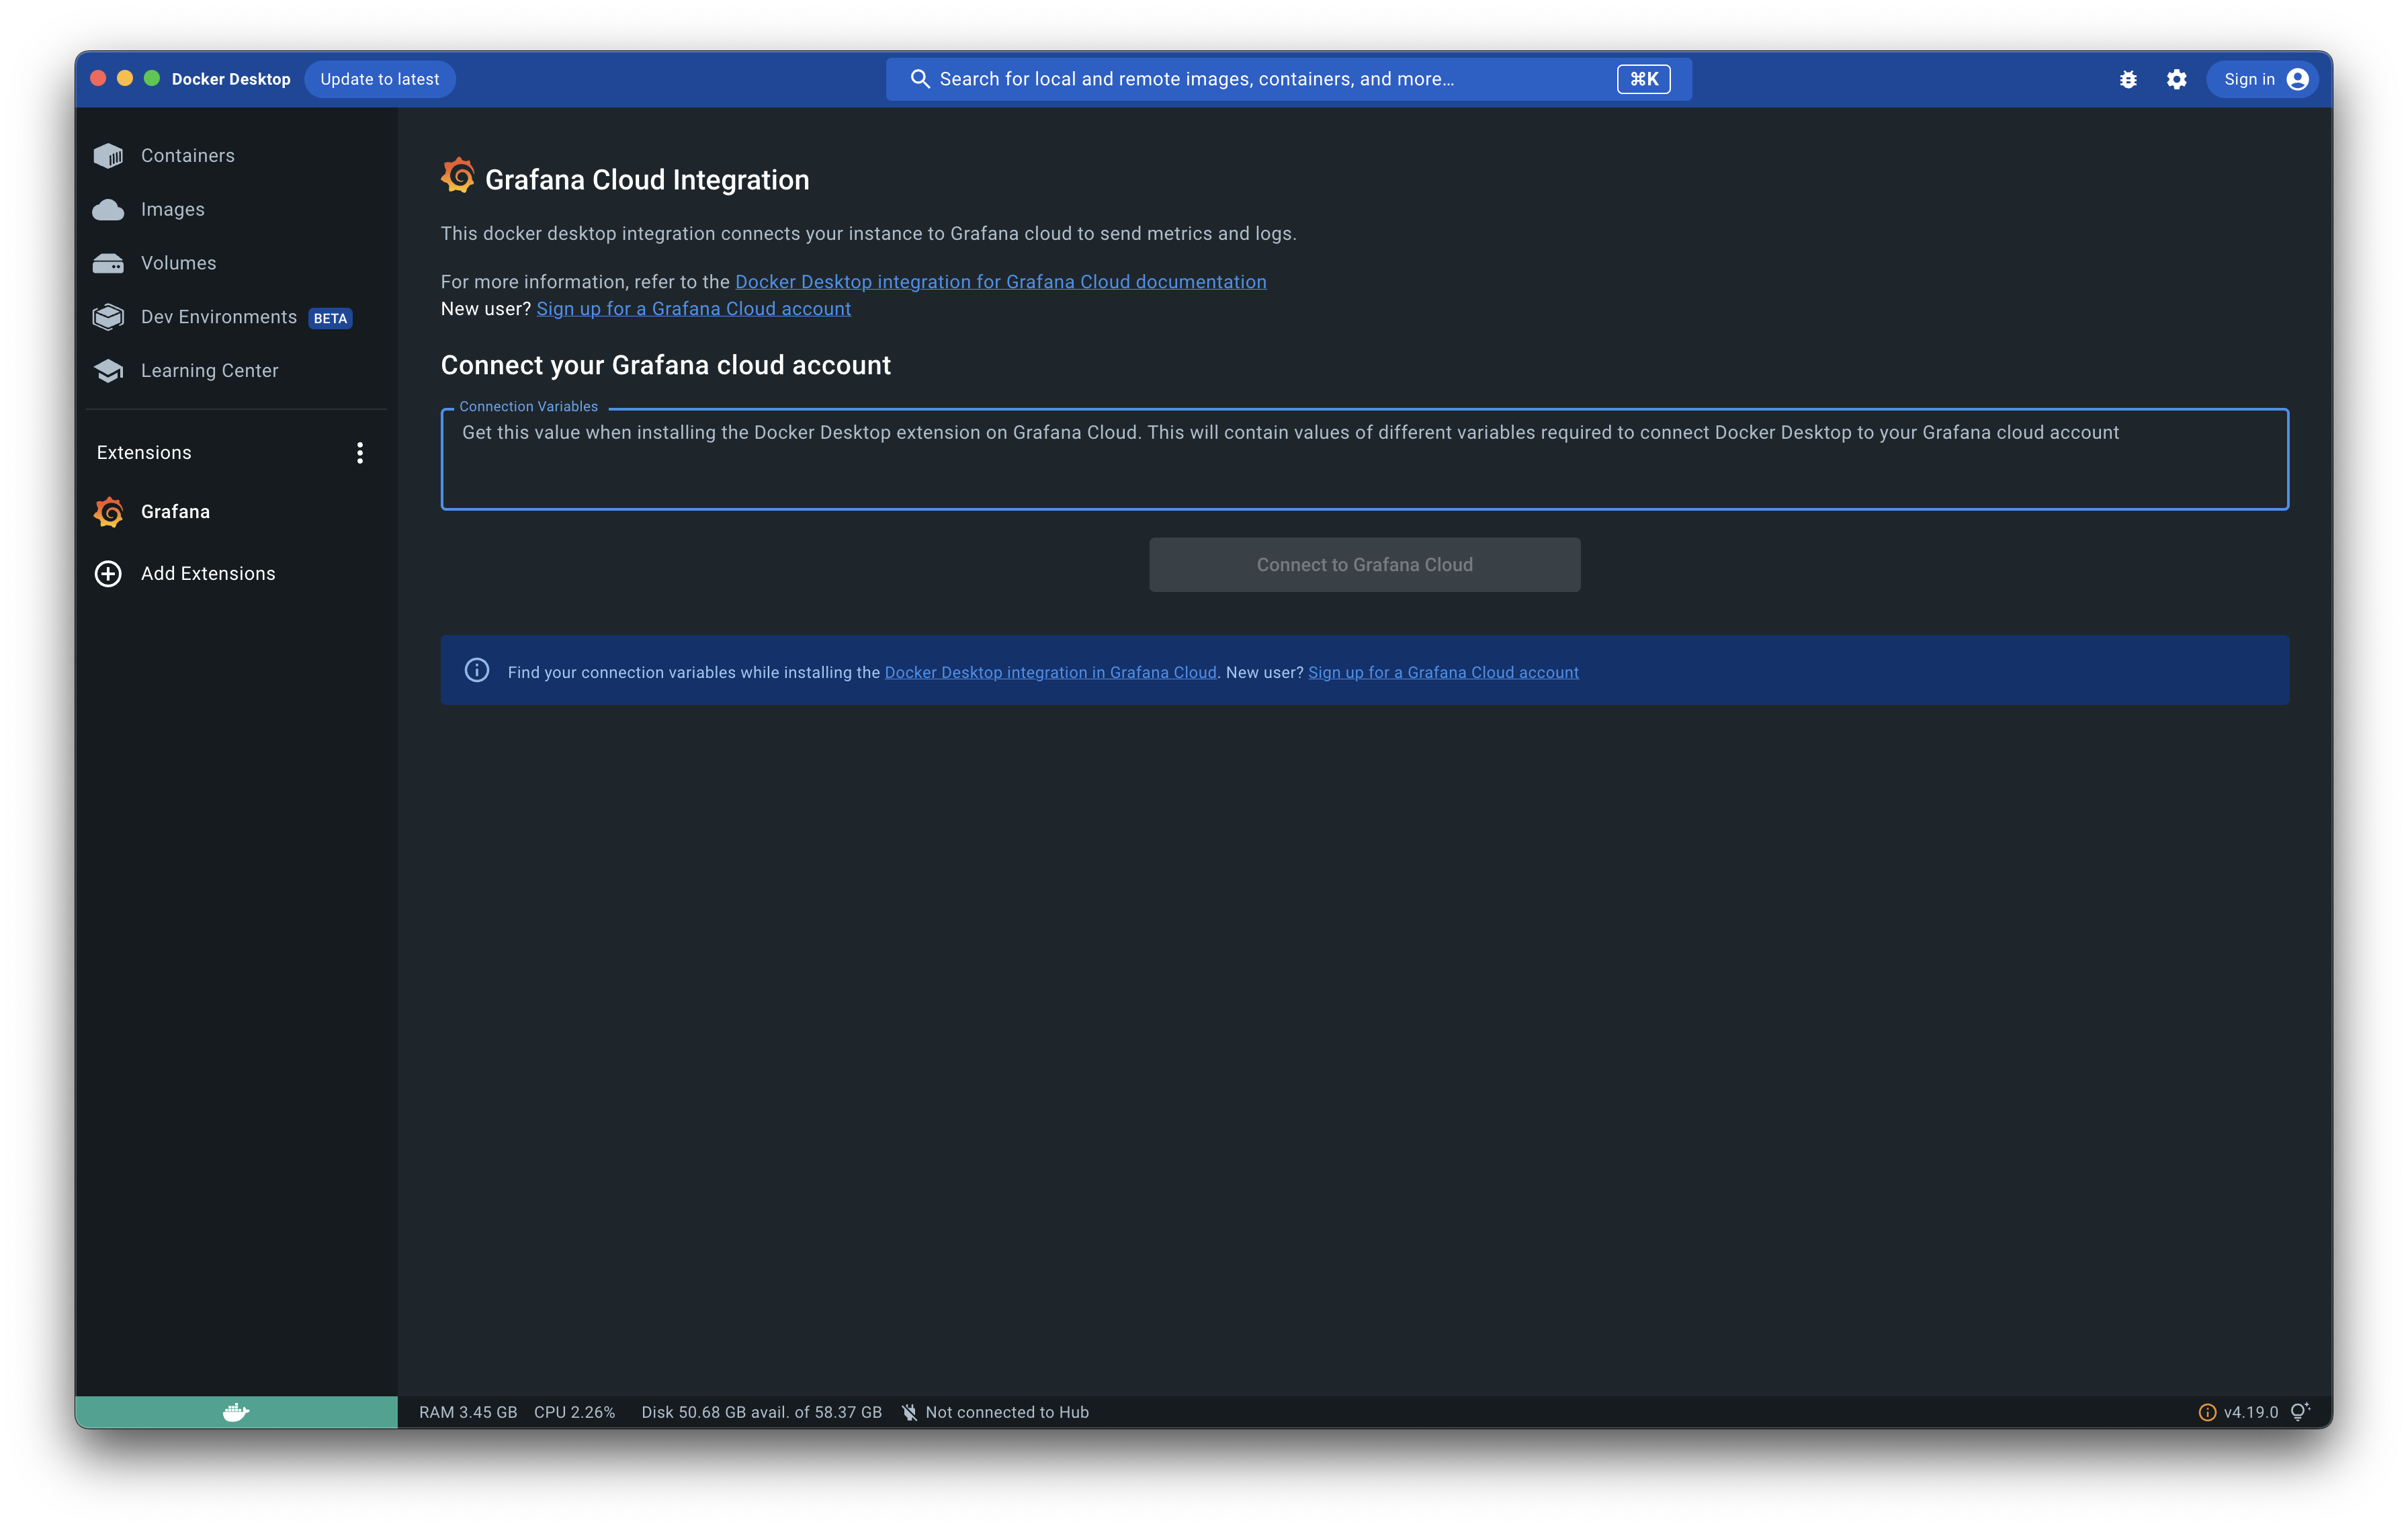 Docker Desktop
Update to latest
Search for local and remote images, containers, and more...
⌘K
Sign in
Containers
Images
Volumes
Dev Environments BETA
Learning Center
Extensions
Grafana
Add Extensions
Grafana Cloud Integration
This docker desktop integration connects your instance to Grafana cloud to send metrics and logs.
For more information, refer to the Docker Desktop integration for Grafana Cloud documentation
New user? Sign up for a Grafana Cloud account
Connect your Grafana cloud account
Connection Variables
Get this value when installing the Docker Desktop extension on Grafana Cloud. This will contain values of different variables required to connect Docker Desktop to your Grafana cloud account
Connect to Grafana Cloud
Find your connection variables while installing the Docker Desktop integration in Grafana Cloud. New user? Sign up for a Grafana Cloud account
RAM 3.45 GB CPU 2.26% Disk 50.68 GB avail. of 58.37 GB Not connected to Hub
v4.19.0